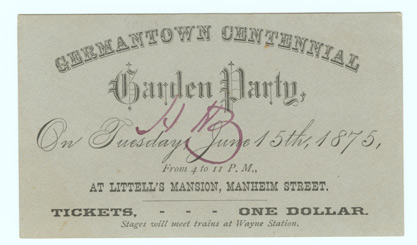 GERMANTOWN CENTENNIAL
Garden Party,
On Tuesday, June 15th, 1875,
From 4 to 11 P. M.,
AT LITTELL'S MANSION, MANHEIM STREET.
TICKETS, - - - ONE DOLLAR.
Stages will meet trains at Wayne Station.